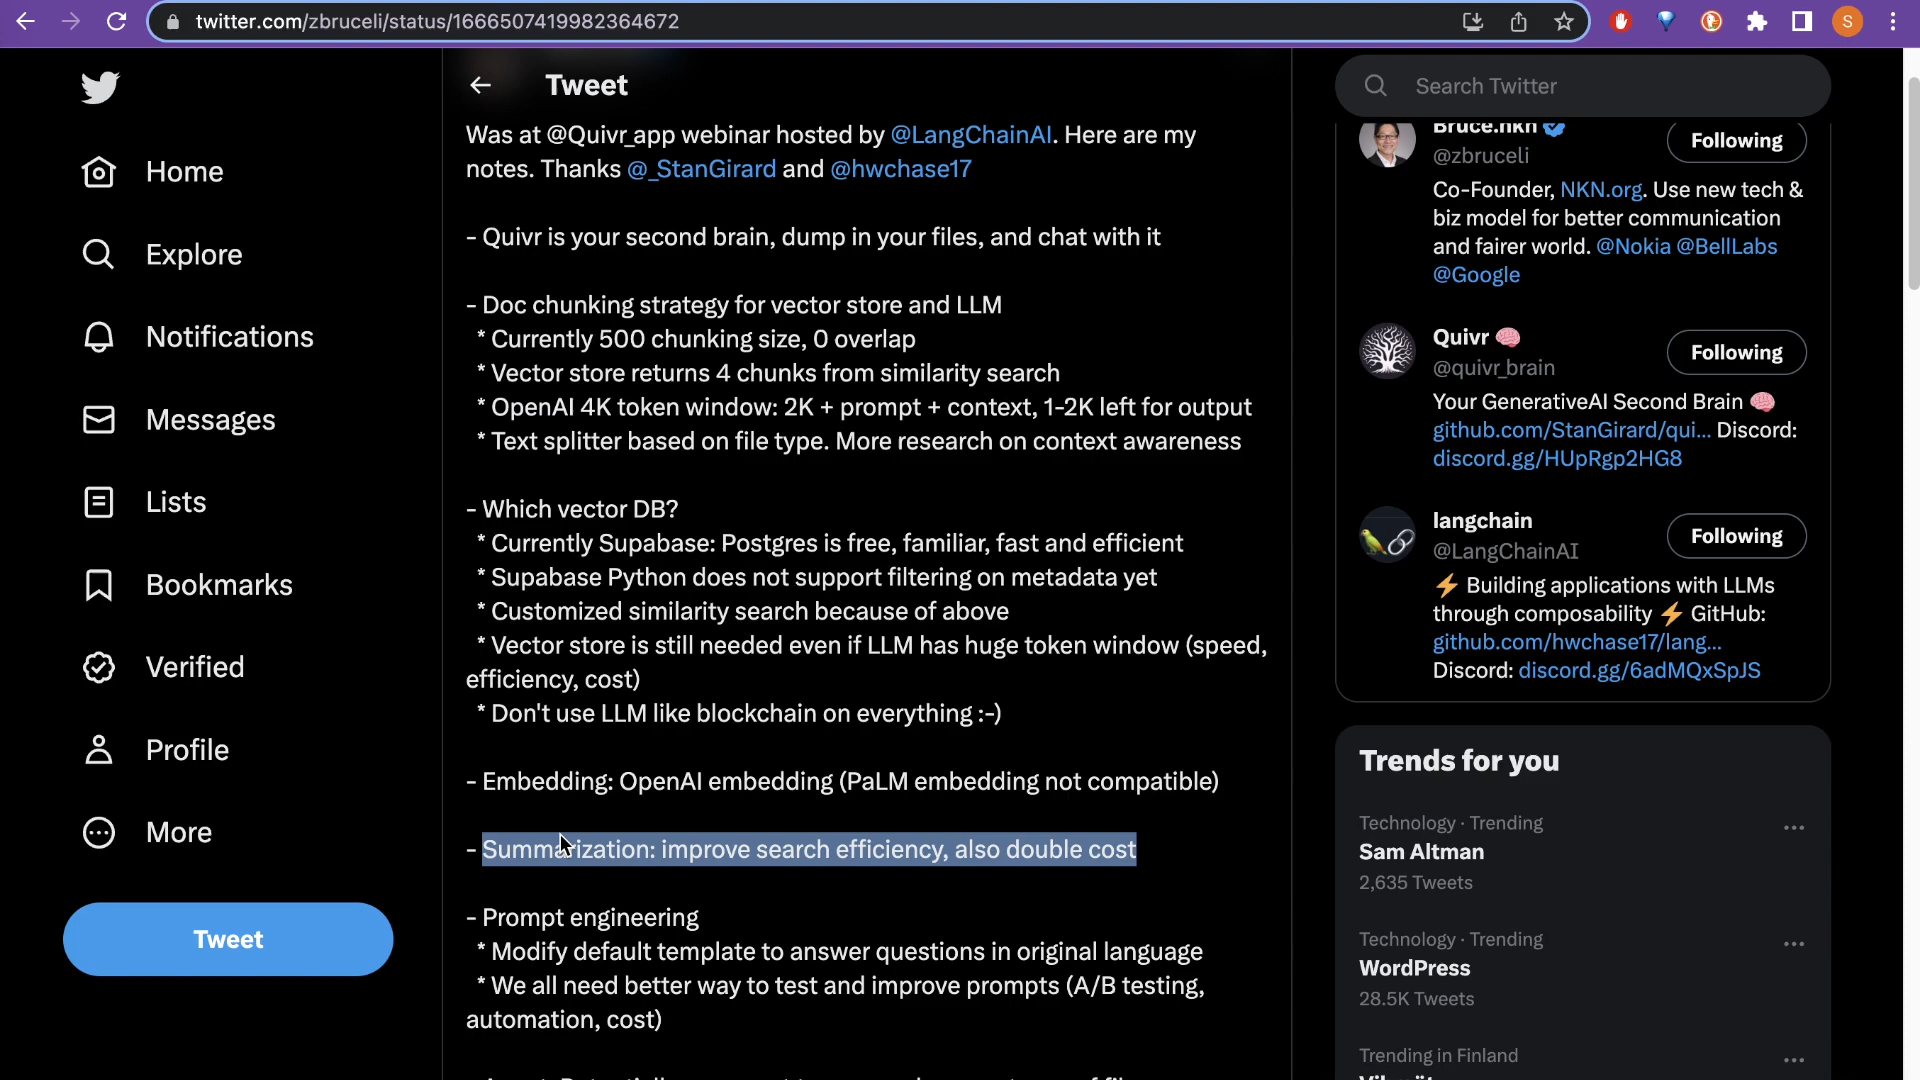 twitter.com/zbruceli/status/1666507419982364672
S
Home
Explore
Notifications
Messages
Lists
Bookmarks
Verified
Profile
More
Tweet
Tweet
Was at @Quivr_app webinar hosted by @LangChainAI. Here are my
notes. Thanks @_StanGirard and @hwchase17
- Quivr is your second brain, dump in your files, and chat with it
- Doc chunking strategy for vector store and LLM
* Currently 500 chunking size, 0 overlap
* Vector store returns 4 chunks from similarity search
* OpenAI 4K token window: 2K + prompt + context, 1-2K left for output
* Text splitter based on file type. More research on context awareness
- Which vector DB?
* Currently Supabase: Postgres is free, familiar, fast and efficient
* Supabase Python does not support filtering on metadata yet
* Customized similarity search because of above
* Vector store is still needed even if LLM has huge token window (speed,
efficiency, cost)
* Don't use LLM like blockchain on everything :-)
- Embedding: OpenAI embedding (PaLM embedding not compatible)
- Summarization: improve search efficiency, also double cost
- Prompt engineering
* Modify default template to answer questions in original language
* We all need better way to test and improve prompts (A/B testing,
automation, cost)
Search Twitter
Bruce.nkn
@zbruceli
Following
Co-Founder, NKN.org. Use new tech &
biz model for better communication
and fairer world. @Nokia @BellLabs
@Google
Quivr 🧠
@quivr_brain
Following
Your GenerativeAI Second Brain 🧠
github.com/StanGirard/qui... Discord:
discord.gg/HUpRgp2HG8
langchain
@LangChainAI
Following
⚡ Building applications with LLMs
through composability ⚡ GitHub:
github.com/hwchase17/lang...
Discord: discord.gg/6adMQxSpJS
Trends for you
Technology · Trending
Sam Altman
2,635 Tweets
Technology · Trending
WordPress
28.5K Tweets
Trending in Finland